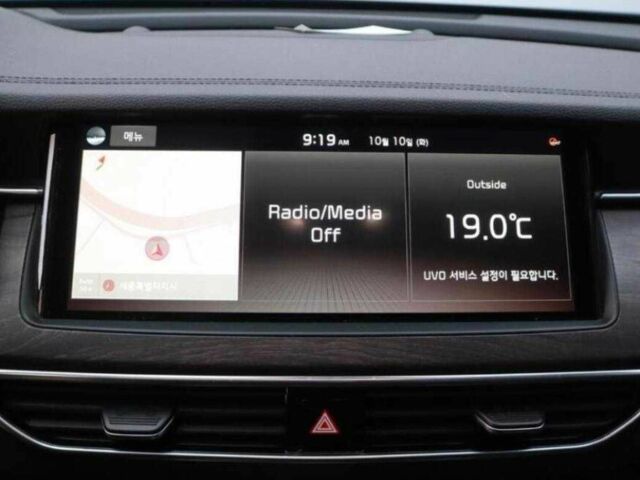 메뉴
9:19 AM
10월 10일 (화)
Radio/Media
Off
Outside
19.0℃
UVO 서비스 설정이 필요합니다.
세종특별자치시